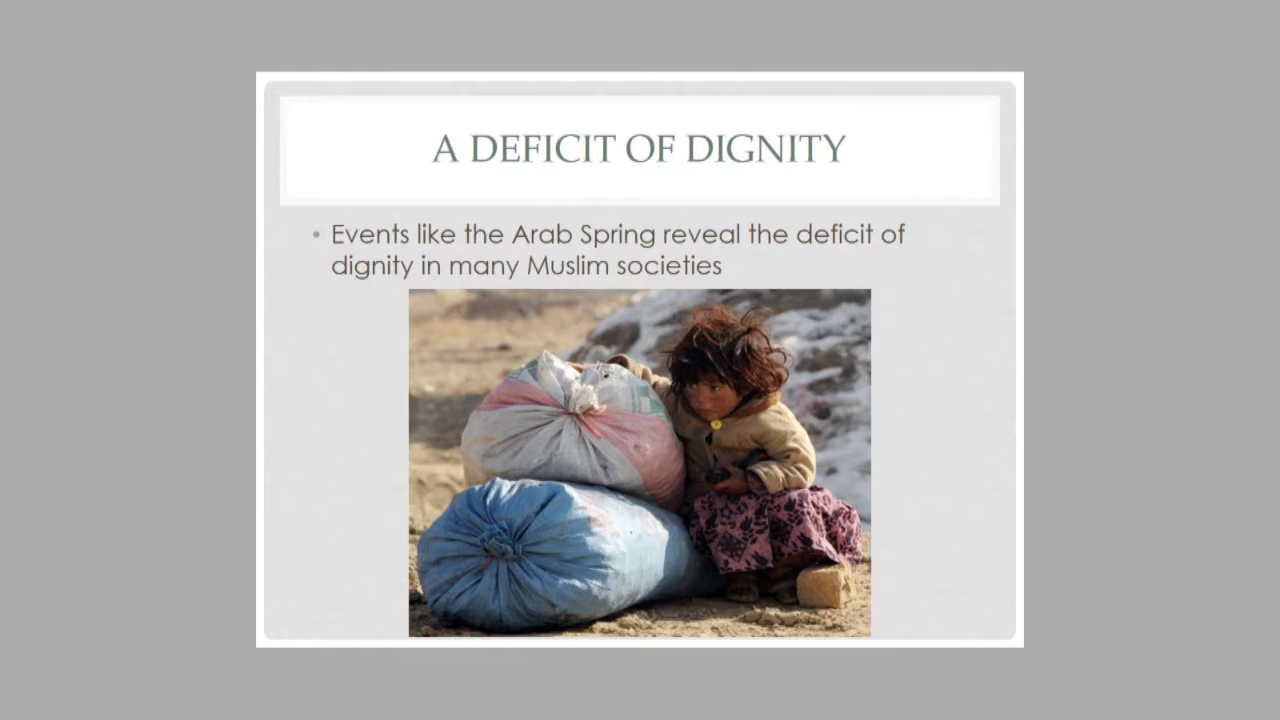 A DEFICIT OF DIGNITY
• Events like the Arab Spring reveal the deficit of
dignity in many Muslim societies